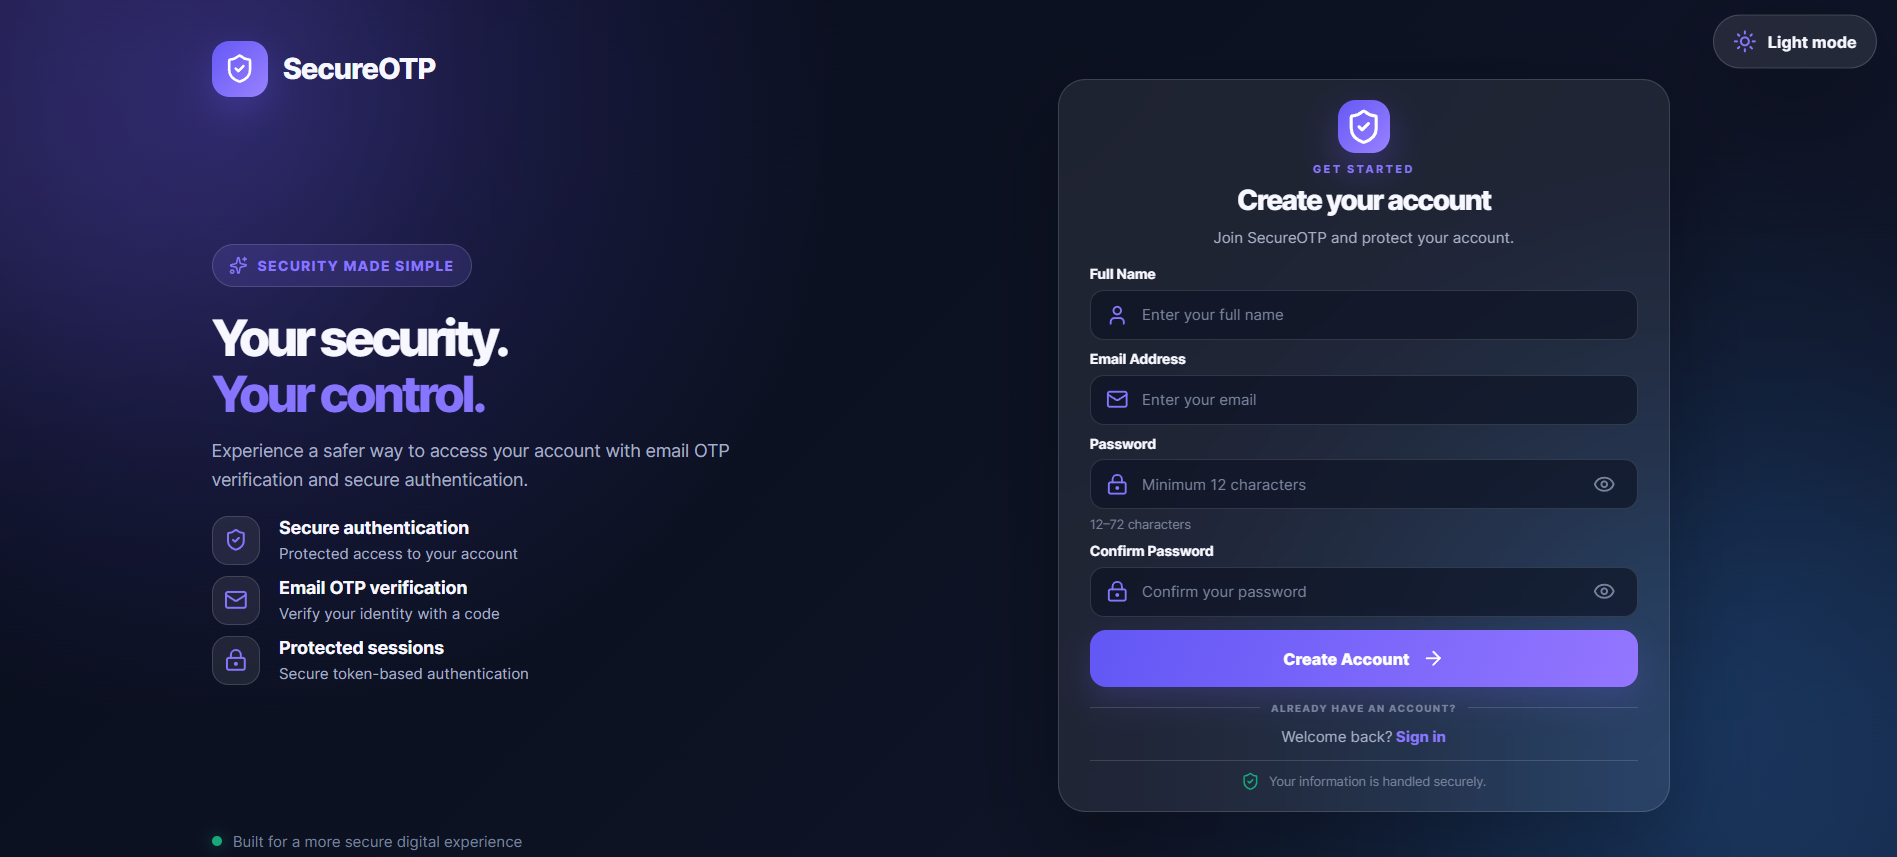 SecureOTP
Light mode
SECURITY MADE SIMPLE
Your security.
Your control.
Experience a safer way to access your account with email OTP
verification and secure authentication.
Secure authentication
Protected access to your account
Email OTP verification
Verify your identity with a code
Protected sessions
Secure token-based authentication
Built for a more secure digital experience
GET STARTED
Create your account
Join SecureOTP and protect your account.
Full Name
Enter your full name
Email Address
Enter your email
Password
Minimum 12 characters
12–72 characters
Confirm Password
Confirm your password
Create Account
ALREADY HAVE AN ACCOUNT?
Welcome back? Sign in
Your information is handled securely.